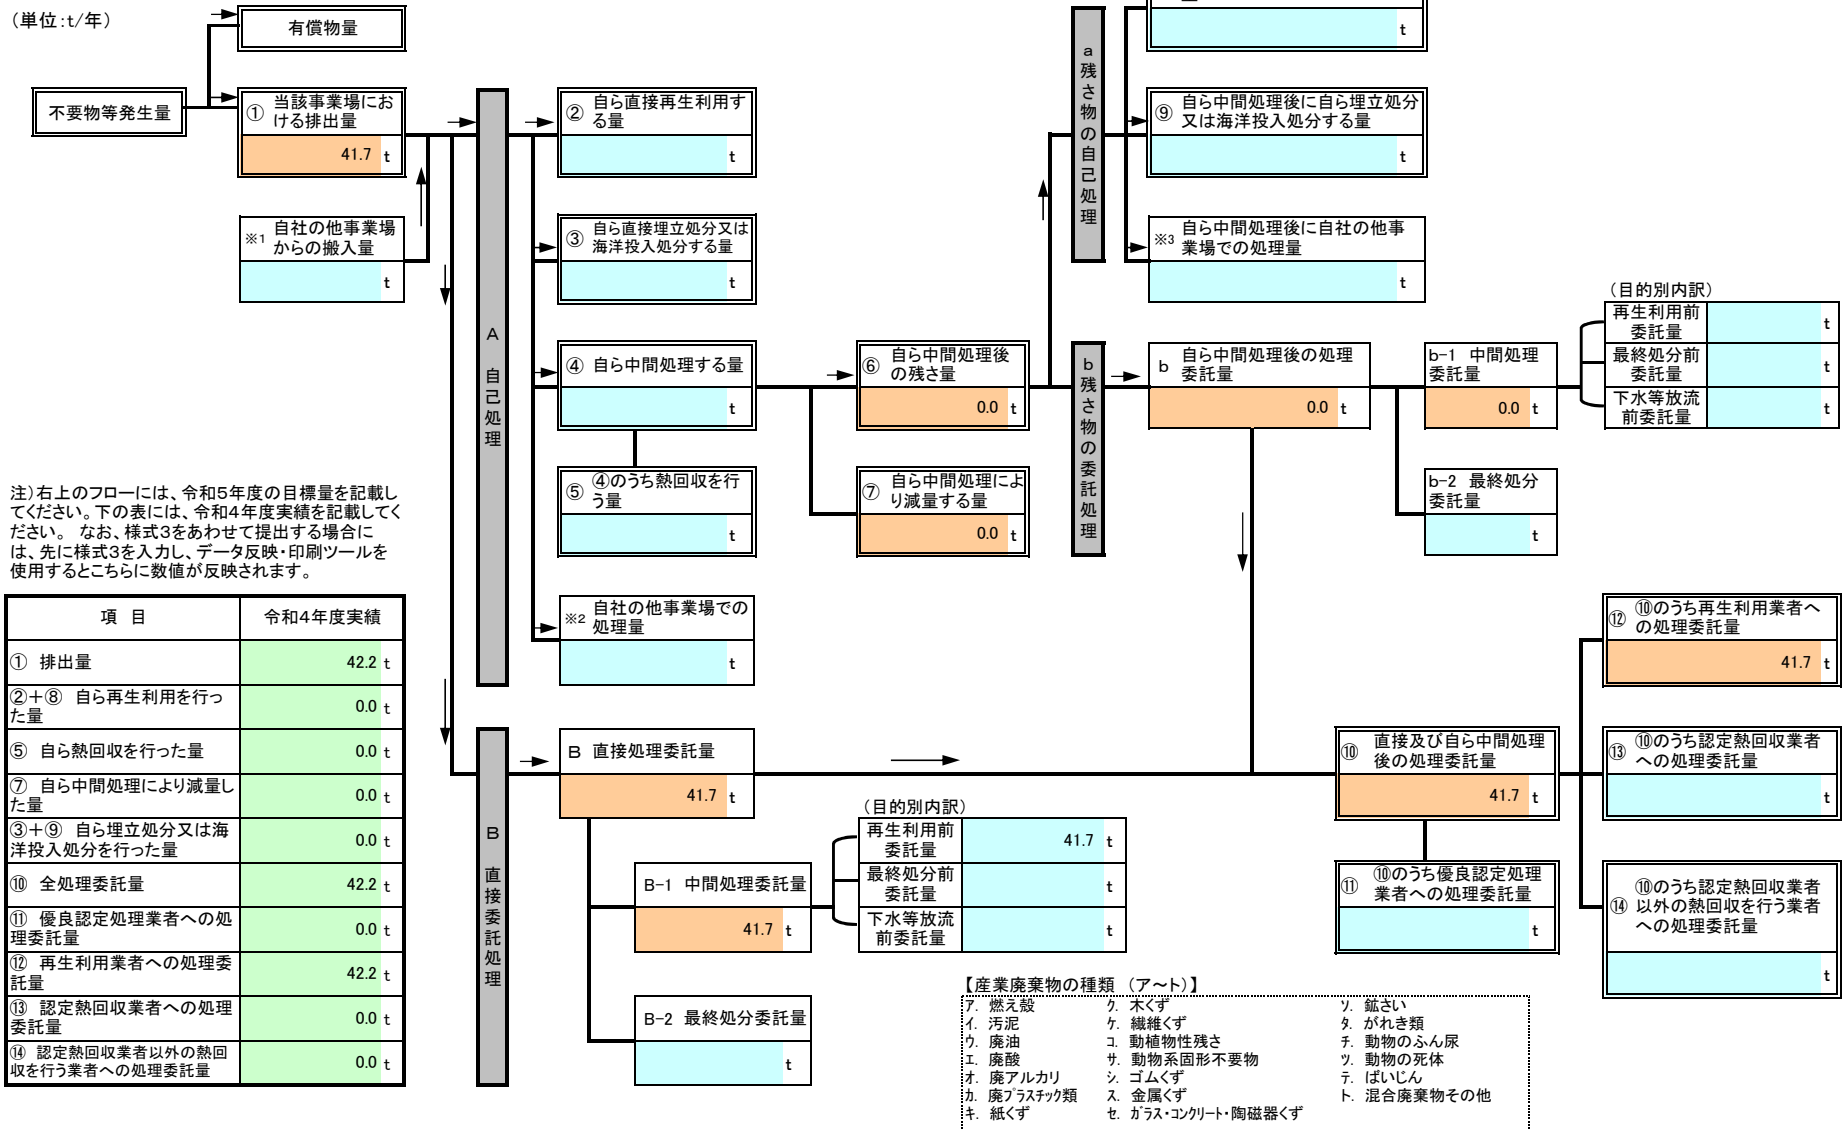 （単位:t/年）
有償物量
不要物等発生量
① 当該事業場にお
ける排出量
41.7 t
※1 自社の他事業場
からの搬入量
t
A 自己処理
② 自ら直接再生利用す
る量
t
③ 自ら直接埋立処分又は
海洋投入処分する量
t
④ 自ら中間処理する量
t
⑤ ④のうち熱回収を行
う量
t
※2 自社の他事業場での
処理量
t
⑥ 自ら中間処理後
の残さ量
0.0 t
⑦ 自ら中間処理によ
り減量する量
0.0 t
a 残さ物の自己処理
t
⑨ 自ら中間処理後に自ら埋立処分
又は海洋投入処分する量
t
※3 自ら中間処理後に自社の他事
業場での処理量
t
b 残さ物の委託処理
b 自ら中間処理後の処理
委託量
0.0 t
b-1 中間処理
委託量
0.0 t
b-2 最終処分
委託量
t
（目的別内訳）
再生利用前
委託量
t
最終処分前
委託量
t
下水等放流
前委託量
t
注）右上のフローには、令和５年度の目標量を記載し
てください。下の表には、令和４年度実績を記載してく
ださい。 なお、様式３をあわせて提出する場合に
は、先に様式３を入力し、データ反映・印刷ツールを
使用するとこちらに数値が反映されます。
項 目 令和４年度実績
① 排出量 42.2 t
②＋⑧ 自ら再生利用を行っ
た量 0.0 t
⑤ 自ら熱回収を行った量 0.0 t
⑦ 自ら中間処理により減量し
た量 0.0 t
③＋⑨ 自ら埋立処分又は海
洋投入処分を行った量 0.0 t
⑩ 全処理委託量 42.2 t
⑪ 優良認定処理業者への処
理委託量 0.0 t
⑫ 再生利用業者への処理委
託量 42.2 t
⑬ 認定熱回収業者への処理
委託量 0.0 t
⑭ 認定熱回収業者以外の熱回
収を行う業者への処理委託量 0.0 t
B 直接委託処理
B 直接処理委託量
41.7 t
B-1 中間処理委託量
41.7 t
B-2 最終処分委託量
t
（目的別内訳）
再生利用前
委託量
41.7 t
最終処分前
委託量
t
下水等放流
前委託量
t
⑩ 直接及び自ら中間処理
後の処理委託量
41.7 t
⑪ ⑩のうち優良認定処理
業者への処理委託量
t
⑫ ⑩のうち再生利用業者へ
の処理委託量
41.7 t
⑬ ⑩のうち認定熱回収業者
への処理委託量
t
⑭ ⑩のうち認定熱回収業者
以外の熱回収を行う業者
への処理委託量
t
【産業廃棄物の種類 （ア～ト）】
ア. 燃え殻 ク. 木くず ソ. 鉱さい
イ. 汚泥 ケ. 繊維くず タ. がれき類
ウ. 廃油 コ. 動植物性残さ チ. 動物のふん尿
エ. 廃酸 サ. 動物系固形不要物 ツ. 動物の死体
オ. 廃アルカリ シ. ゴムくず テ. ばいじん
カ. 廃プラスチック類 ス. 金属くず ト. 混合廃棄物その他
キ. 紙くず セ. ガラス・コンクリート・陶磁器くず